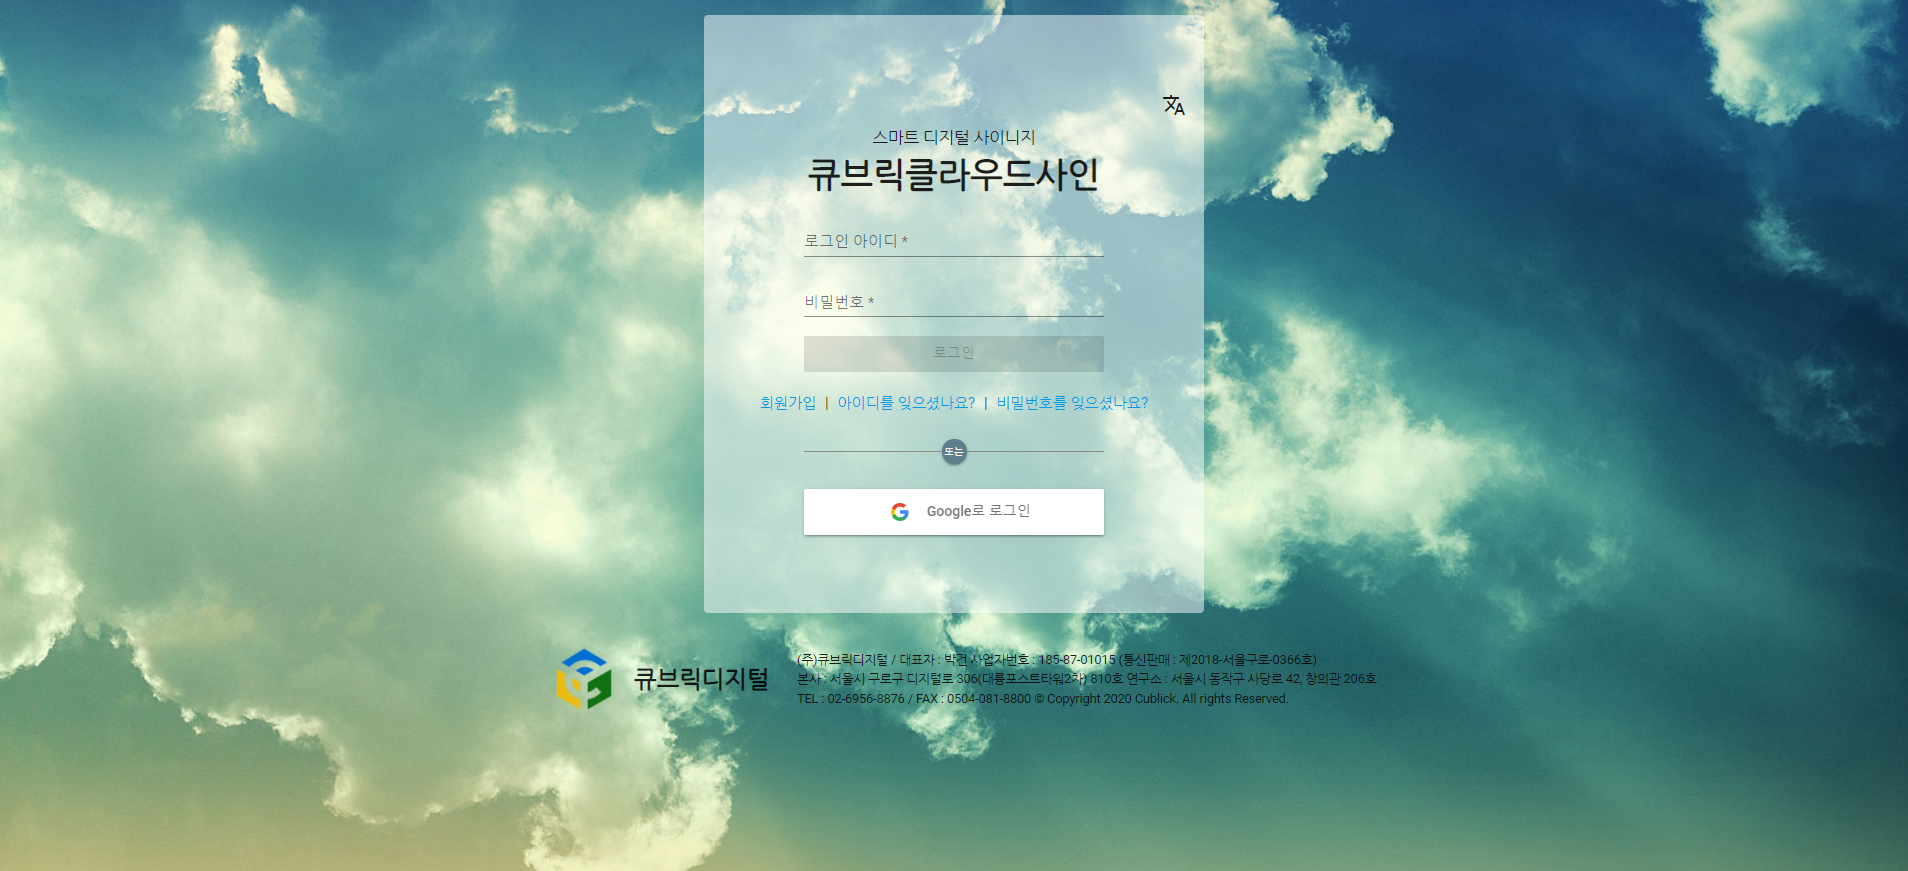 스마트 디지털 사이니지
큐브릭클라우드사인
로그인 아이디 *
비밀번호 *
로그인
회원가입 | 아이디를 잊으셨나요? | 비밀번호를 잊으셨나요?
또는
Google로 로그인
큐브릭디지털
(주)큐브릭디지털 / 대표자 : 박건 사업자번호 : 185-87-01015 (통신판매 : 제2018-서울구로-0366호)
본사 : 서울시 구로구 디지털로 306(대륭포스트타워2차) 810호 연구소 : 서울시 동작구 사당로 42, 창의관 206호
TEL : 02-6956-8876 / FAX : 0504-081-8800 © Copyright 2020 Cublick. All rights Reserved.